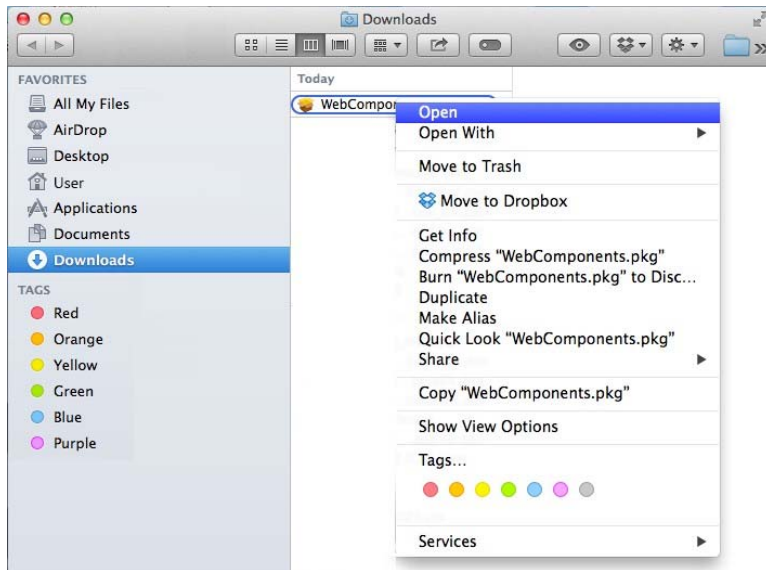 Downloads
FAVORITES
All My Files
AirDrop
Desktop
User
Applications
Documents
Downloads
TAGS
Red
Orange
Yellow
Green
Blue
Purple
Today
Open
Open With
Move to Trash
Move to Dropbox
Get Info
Compress "WebComponents.pkg"
Burn "WebComponents.pkg" to Disc...
Duplicate
Make Alias
Quick Look "WebComponents.pkg"
Share
Copy "WebComponents.pkg"
Show View Options
Tags...
Services